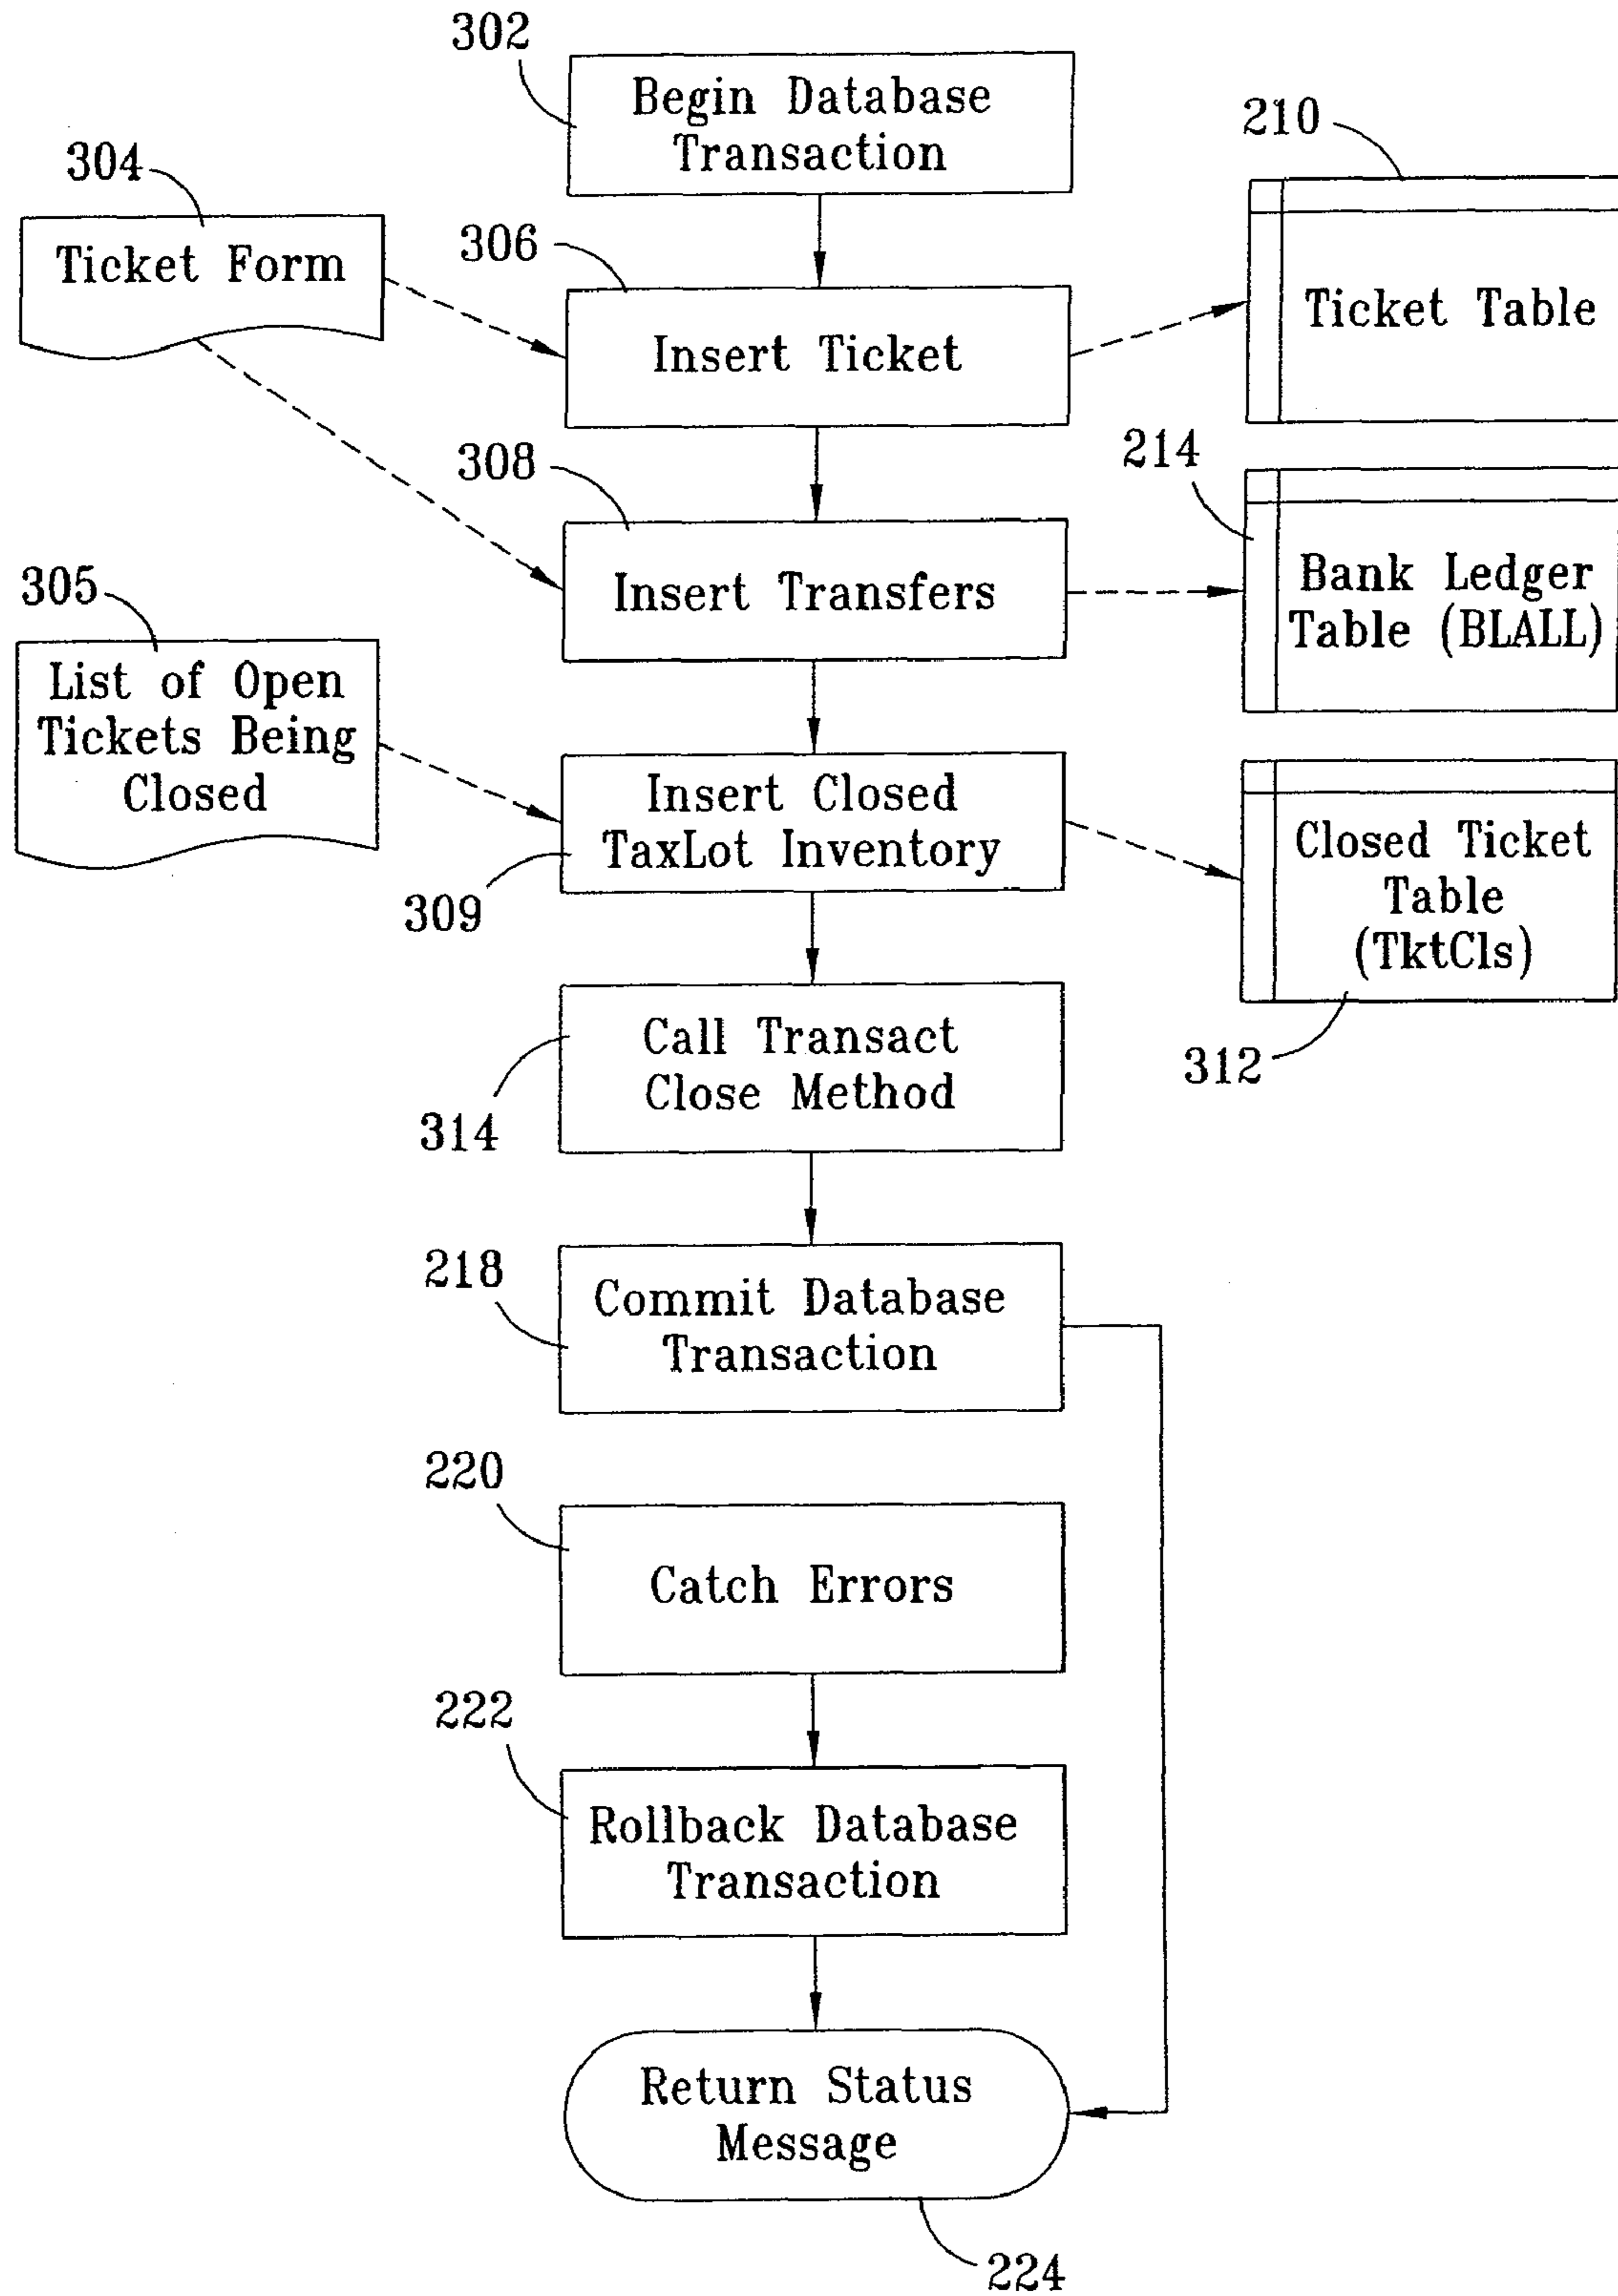 302
Begin Database
Transaction
210
304
Ticket Form
306
Insert Ticket
Ticket Table
308
Insert Transfers
214
Bank Ledger
Table (BLALL)
305
List of Open
Tickets Being
Closed
Insert Closed
TaxLot Inventory
309
Closed Ticket
Table
(TktCls)
312
Call Transact
Close Method
314
218
Commit Database
Transaction
220
Catch Errors
222
Rollback Database
Transaction
Return Status
Message
224